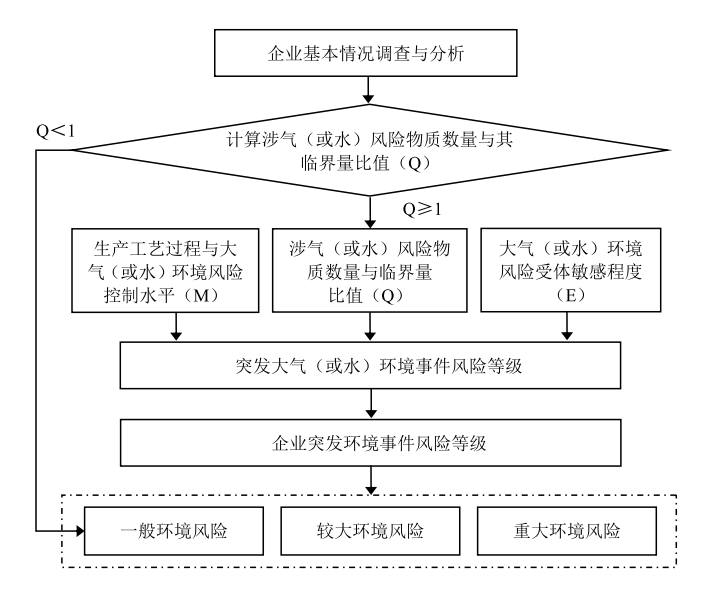 企业基本情况调查与分析
Q＜1
计算涉气（或水）风险物质数量与其
临界量比值（Q）
Q≥1
生产工艺过程与大
气（或水）环境风险
控制水平（M）
涉气（或水）风险物
质数量与临界量
比值（Q）
大气（或水）环境
风险受体敏感程度
（E）
突发大气（或水）环境事件风险等级
企业突发环境事件风险等级
一般环境风险
较大环境风险
重大环境风险